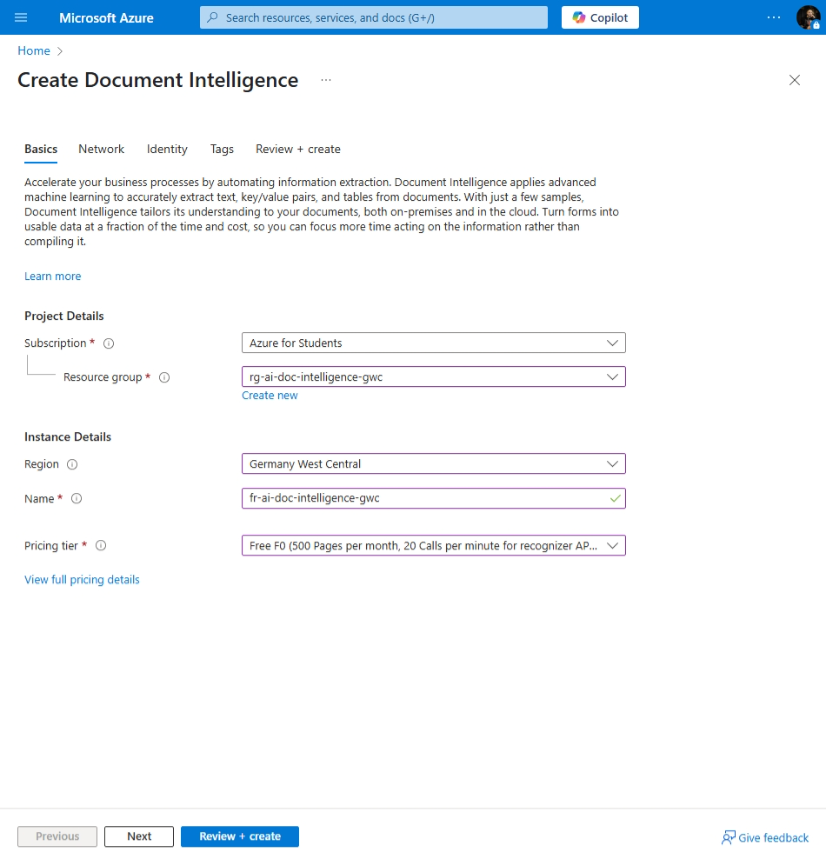 Microsoft Azure
Search resources, services, and docs (G+/)
Copilot
Home
Create Document Intelligence
Basics Network Identity Tags Review + create
Accelerate your business processes by automating information extraction. Document Intelligence applies advanced
machine learning to accurately extract text, key/value pairs, and tables from documents. With just a few samples,
Document Intelligence tailors its understanding to your documents, both on-premises and in the cloud. Turn forms into
usable data at a fraction of the time and cost, so you can focus more time acting on the information rather than
compiling it.
Learn more
Project Details
Subscription * Azure for Students
Resource group * rg-ai-doc-intelligence-gwc
Create new
Instance Details
Region Germany West Central
Name * fr-ai-doc-intelligence-gwc
Pricing tier * Free F0 (500 Pages per month, 20 Calls per minute for recognizer AP...
View full pricing details
Previous Next Review + create Give feedback